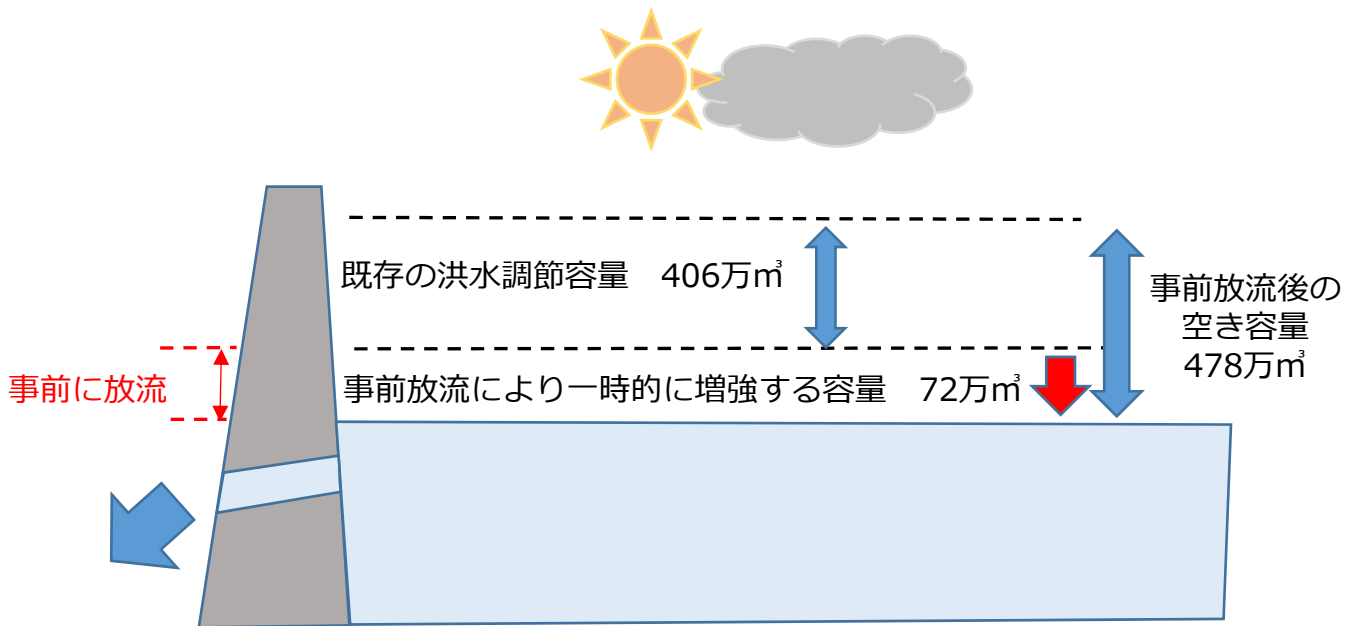 既存の洪水調節容量　406万㎥
事前放流後の
空き容量
478万㎥
事前に放流
事前放流により一時的に増強する容量　72万㎥